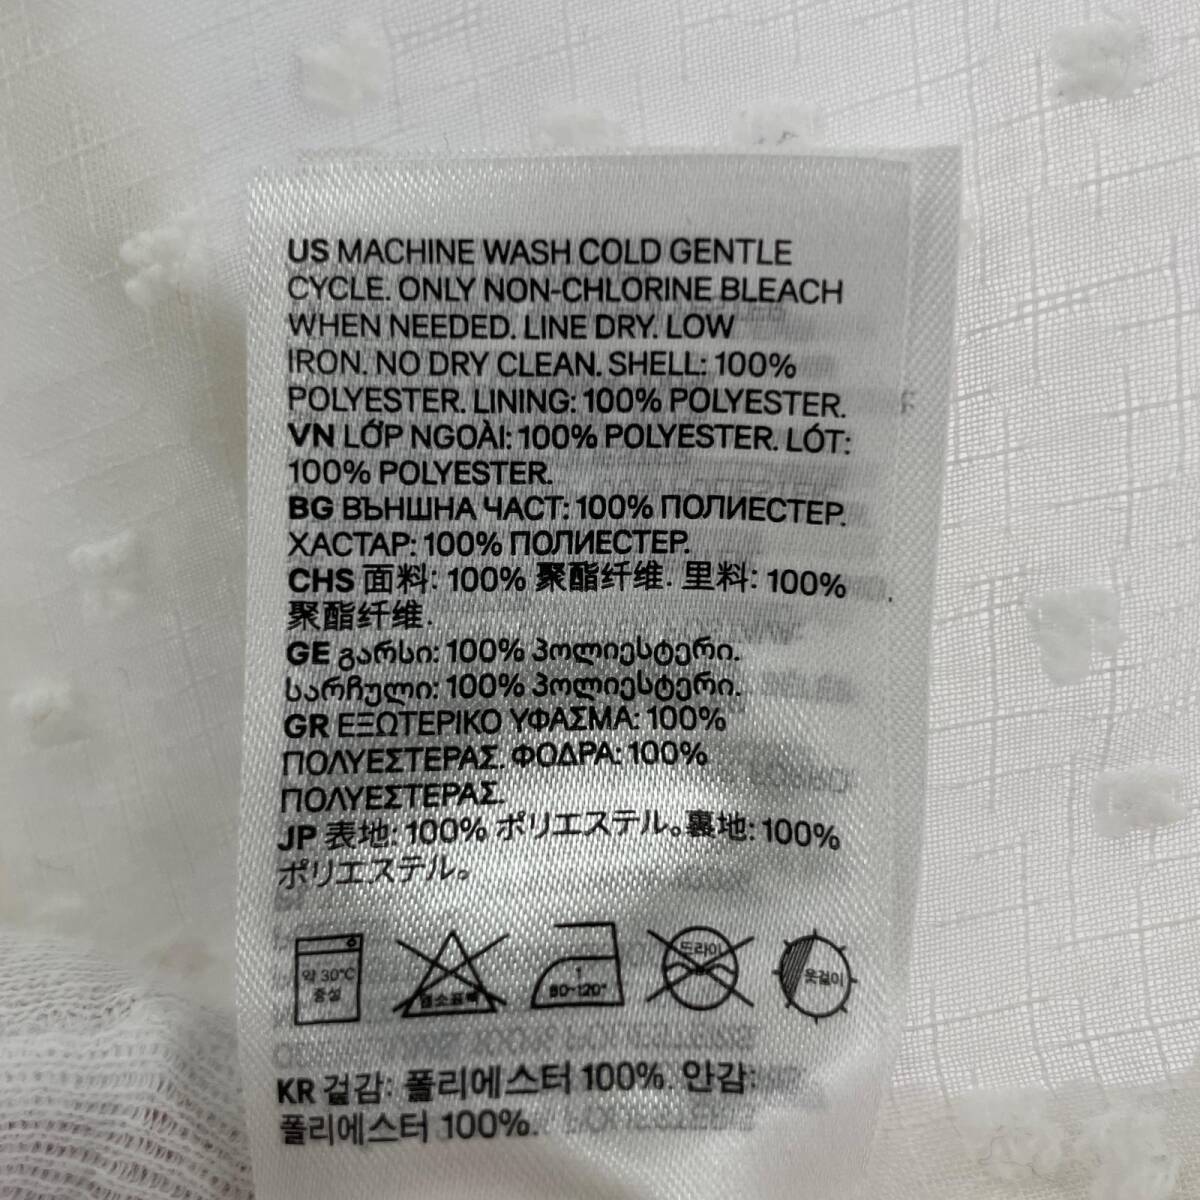 US MACHINE WASH COLD GENTLE
CYCLE. ONLY NON-CHLORINE BLEACH
WHEN NEEDED. LINE DRY. LOW
IRON. NO DRY CLEAN. SHELL: 100%
POLYESTER. LINING: 100% POLYESTER.
VN LỚP NGOÀI: 100% POLYESTER. LÓT:
100% POLYESTER.
BG ВЪНШНА ЧАСТ: 100% ПОЛИЕСТЕР.
ХАСТАР: 100% ПОЛИЕСТЕР.
CHS 面料: 100% 聚酯纤维. 里料: 100%
聚酯纤维.
GE გარსი: 100% პოლიესტერი.
სარჩული: 100% პოლიესტერი.
GR ΕΞΩΤΕΡΙΚΟ ΥΦΑΣΜΑ: 100%
ΠΟΛΥΕΣΤΕΡΑΣ. ΦΟΔΡΑ: 100%
ΠΟΛΥΕΣΤΕΡΑΣ.
JP 表地: 100% ポリエステル。裏地: 100%
ポリエステル。
약 30℃
중성
염소표백
1
80~120°
드라이
옷걸이
KR 겉감: 폴리에스터 100%. 안감:
폴리에스터 100%.